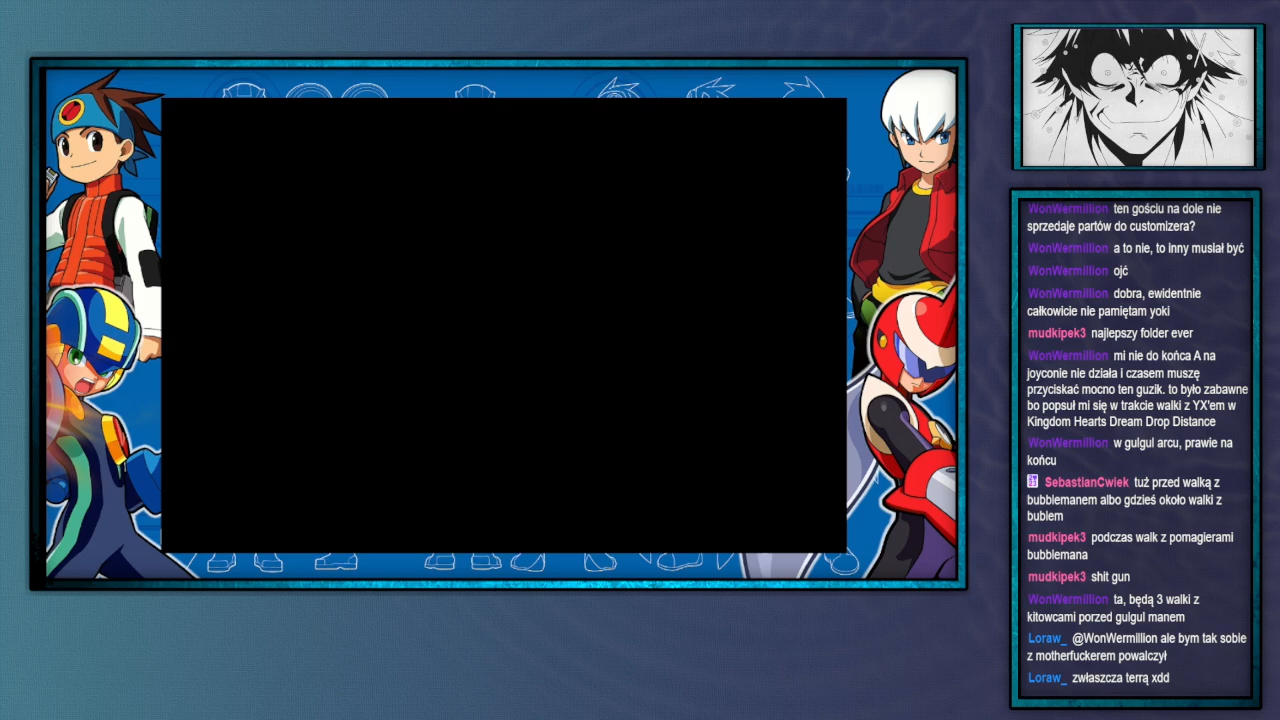 WonWermillion ten gościu na dole nie
sprzedaje partów do customizera?
WonWermillion a to nie, to inny musiał być
WonWermillion ojć
WonWermillion dobra, ewidentnie
całkowicie nie pamiętam yoki
mudkipek3 najlepszy folder ever
WonWermillion mi nie do końca A na
joyconie nie działa i czasem muszę
przyciskać mocno ten guzik. to było zabawne
bo popsuł mi się w trakcie walki z YX'em w
Kingdom Hearts Dream Drop Distance
WonWermillion w gulgul arcu, prawie na
końcu
SebastianCwiek tuż przed walką z
bubblemanem albo gdzieś około walki z
bublem
mudkipek3 podczas walk z pomagierami
bubblemana
mudkipek3 shit gun
WonWermillion ta, będą 3 walki z
kitowcami porzed gulgul manem
Loraw_ @WonWermillion ale bym tak sobie
z motherfuckerem powalczył
Loraw_ zwłaszcza terrą xdd